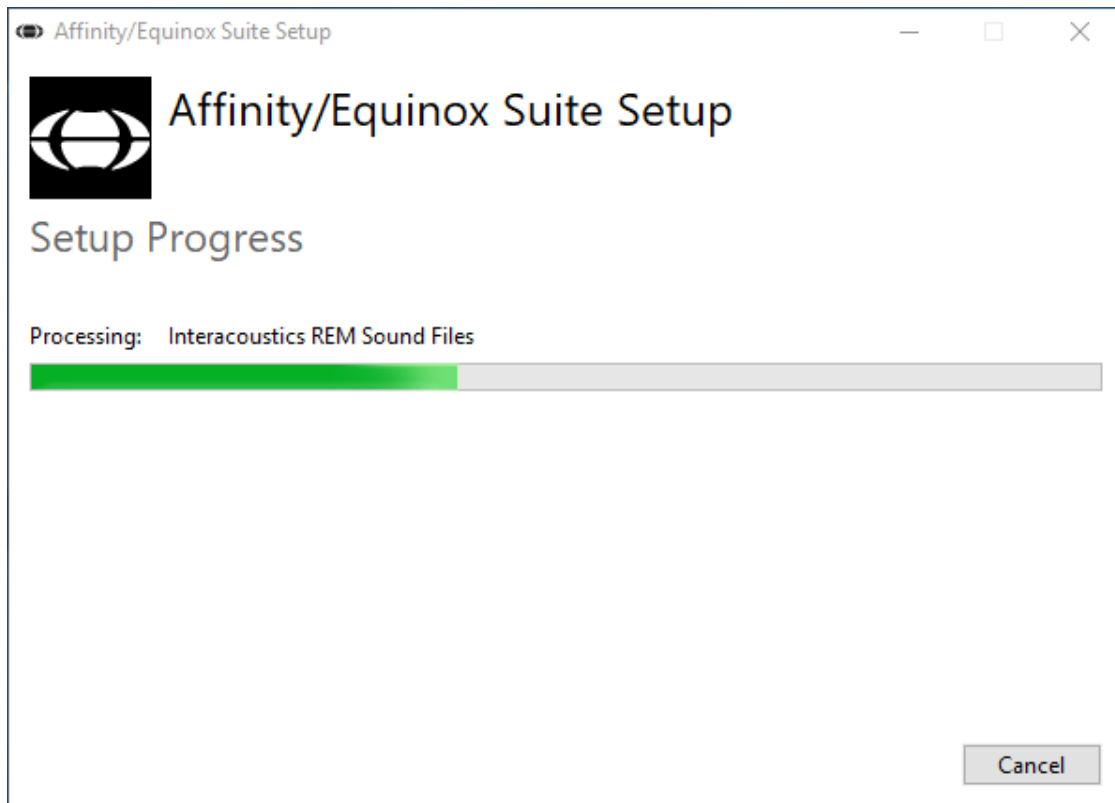 Affinity/Equinox Suite Setup
Affinity/Equinox Suite Setup
Setup Progress
Processing: Interacoustics REM Sound Files
Cancel